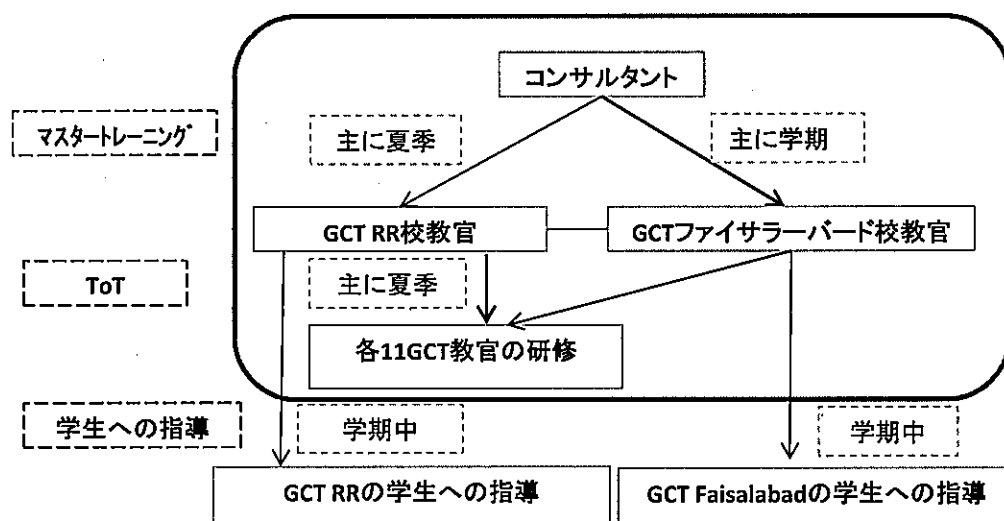 コンサルタント
マスタートレーニング
主に夏季
主に学期
GCT RR校教官
GCTファイサラーバード校教官
ToT
主に夏季
各11GCT教官の研修
学生への指導
学期中
学期中
GCT RRの学生への指導
GCT Faisalabadの学生への指導